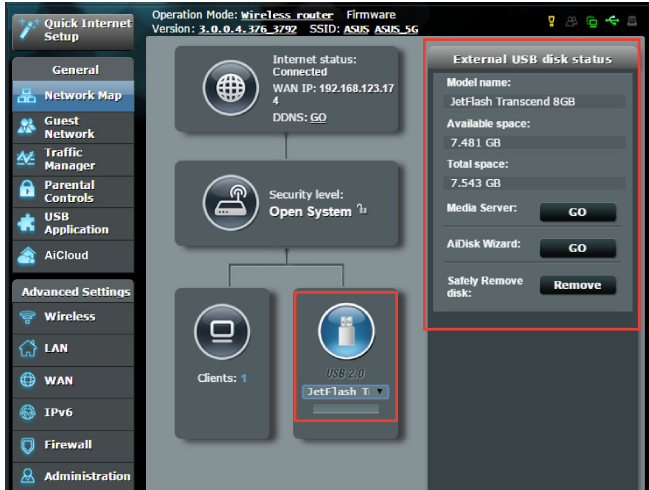 Operation Mode: Wireless router Firmware
Version: 3.0.0.4.376_3792 SSID: ASUS ASUS_5G
Quick Internet
Setup
General
Network Map
Guest
Network
Traffic
Manager
Parental
Controls
USB
Application
AiCloud
Advanced Settings
Wireless
LAN
WAN
IPv6
Firewall
Administration
Internet status:
Connected
WAN IP: 192.168.123.17
4
DDNS: GO
Security level:
Open System
Clients: 1
USB 2.0
JetFlash T
External USB disk status
Model name:
JetFlash Transcend 8GB
Available space:
7.481 GB
Total space:
7.543 GB
Media Server: GO
AiDisk Wizard: GO
Safely Remove
disk: Remove